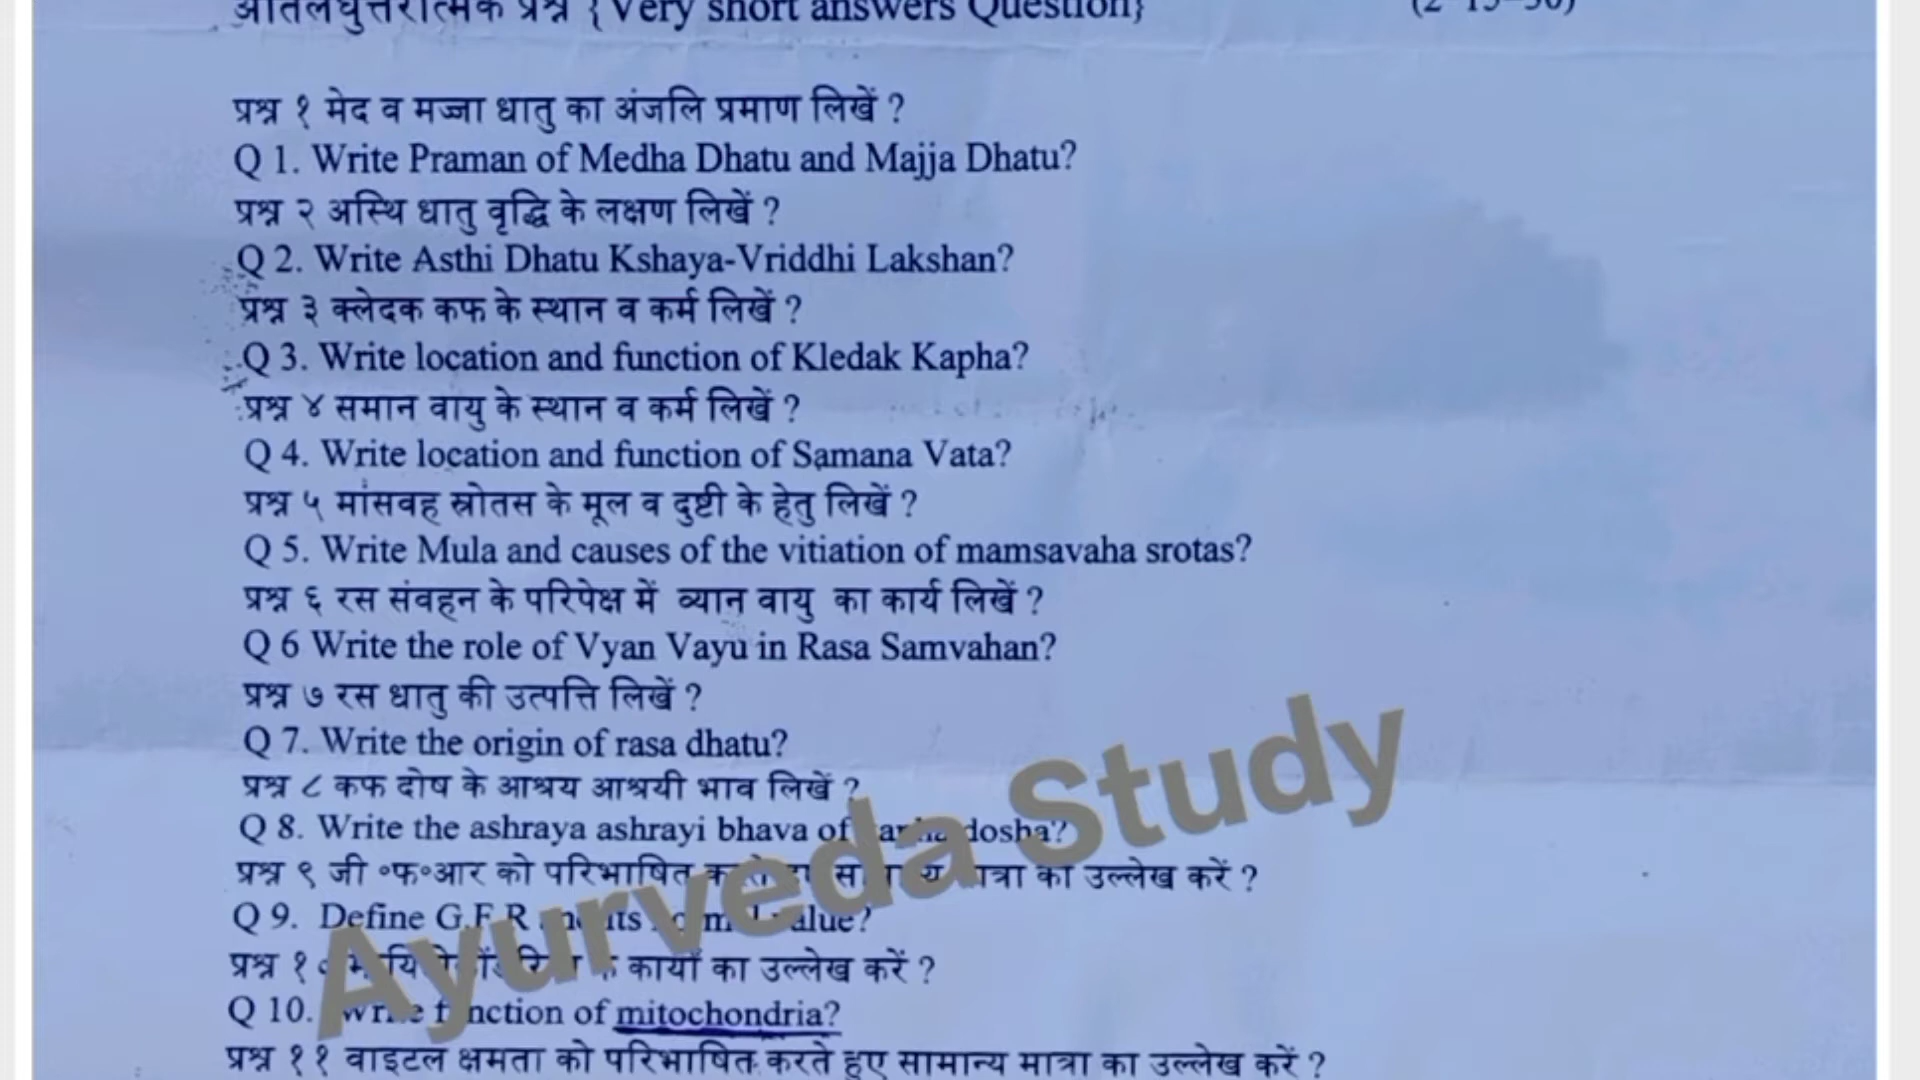 अतिलघुत्तरात्मक प्रश्न {Very short answers Question}
प्रश्न १ मेद व मज्जा धातु का अंजलि प्रमाण लिखें ?
Q 1. Write Praman of Medha Dhatu and Majja Dhatu?
प्रश्न २ अस्थि धातु वृद्धि के लक्षण लिखें ?
Q 2. Write Asthi Dhatu Kshaya-Vriddhi Lakshan?
प्रश्न ३ क्लेदक कफ के स्थान व कर्म लिखें ?
Q 3. Write location and function of Kledak Kapha?
प्रश्न ४ समान वायु के स्थान व कर्म लिखें ?
Q 4. Write location and function of Samana Vata?
प्रश्न ५ मांसवह स्रोतस के मूल व दुष्टी के हेतु लिखें ?
Q 5. Write Mula and causes of the vitiation of mamsavaha srotas?
प्रश्न ६ रस संवहन के परिपेक्ष में व्यान वायु का कार्य लिखें ?
Q 6 Write the role of Vyan Vayu in Rasa Samvahan?
प्रश्न ७ रस धातु की उत्पत्ति लिखें ?
Q 7. Write the origin of rasa dhatu?
प्रश्न ८ कफ दोष के आश्रय आश्रयी भाव लिखें ?
Q 8. Write the ashraya ashrayi bhava of dosha?
प्रश्न ९ जी ॰फ॰आर को परिभाषित का उल्लेख करें ?
Q 9. Define G.F.R its value?
प्रश्न कार्यों का उल्लेख करें ?
Q 10. Write function of mitochondria?
प्रश्न ११ वाइटल क्षमता को परिभाषित करते हुए सामान्य मात्रा का उल्लेख करें ?
Ayurveda Study